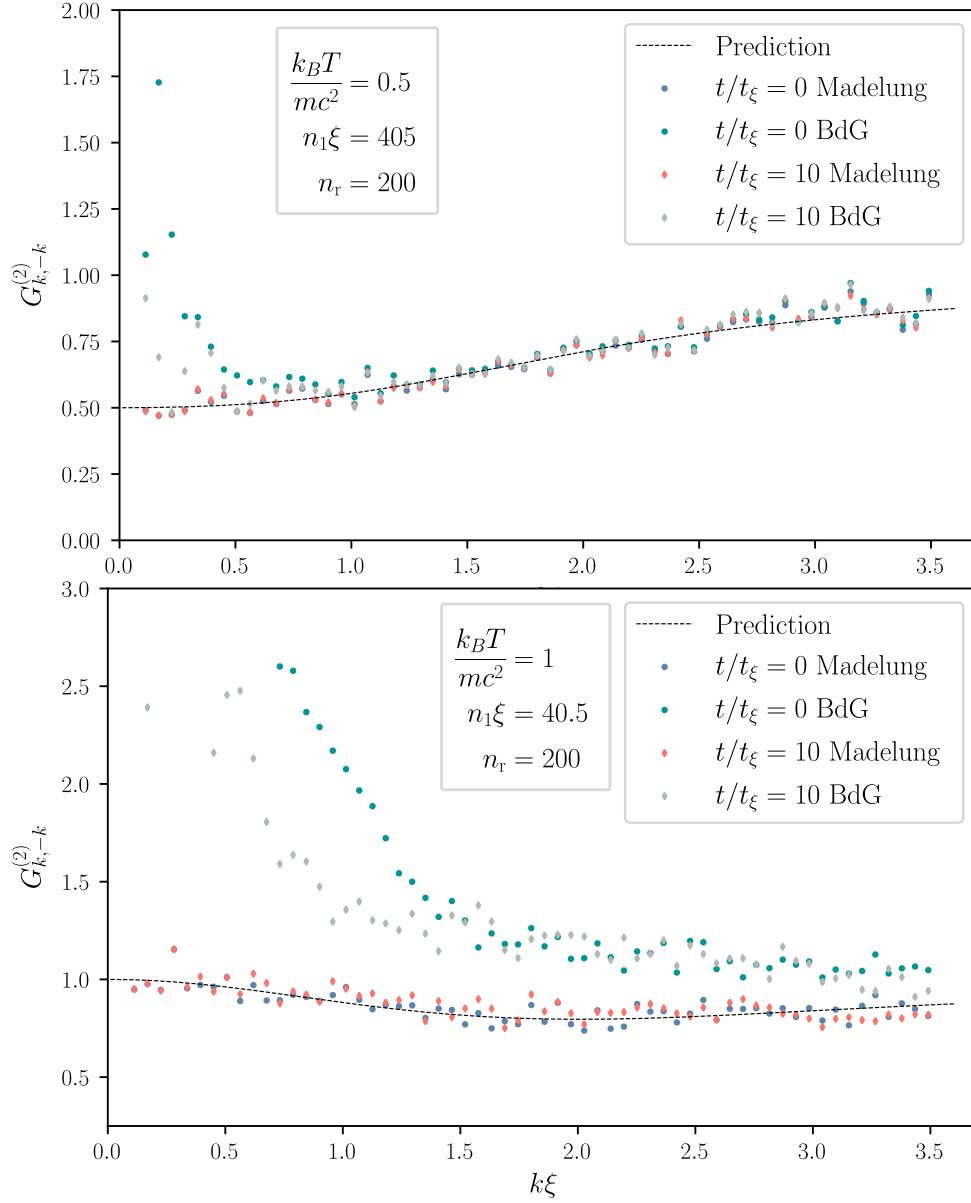 2.00
1.75
1.50
1.25
1.00
0.75
0.50
0.25
0.00
G^{(2)}_{k,-k}
k_B T / mc^2 = 0.5
n_1ξ = 405
n_r = 200
Prediction
t/t_ξ = 0 Madelung
t/t_ξ = 0 BdG
t/t_ξ = 10 Madelung
t/t_ξ = 10 BdG
0.0 0.5 1.0 1.5 2.0 2.5 3.0 3.5
3.0
2.5
2.0
1.5
1.0
0.5
G^{(2)}_{k,-k}
k_B T / mc^2 = 1
n_1ξ = 40.5
n_r = 200
Prediction
t/t_ξ = 0 Madelung
t/t_ξ = 0 BdG
t/t_ξ = 10 Madelung
t/t_ξ = 10 BdG
0.0 0.5 1.0 1.5 2.0 2.5 3.0 3.5
kξ